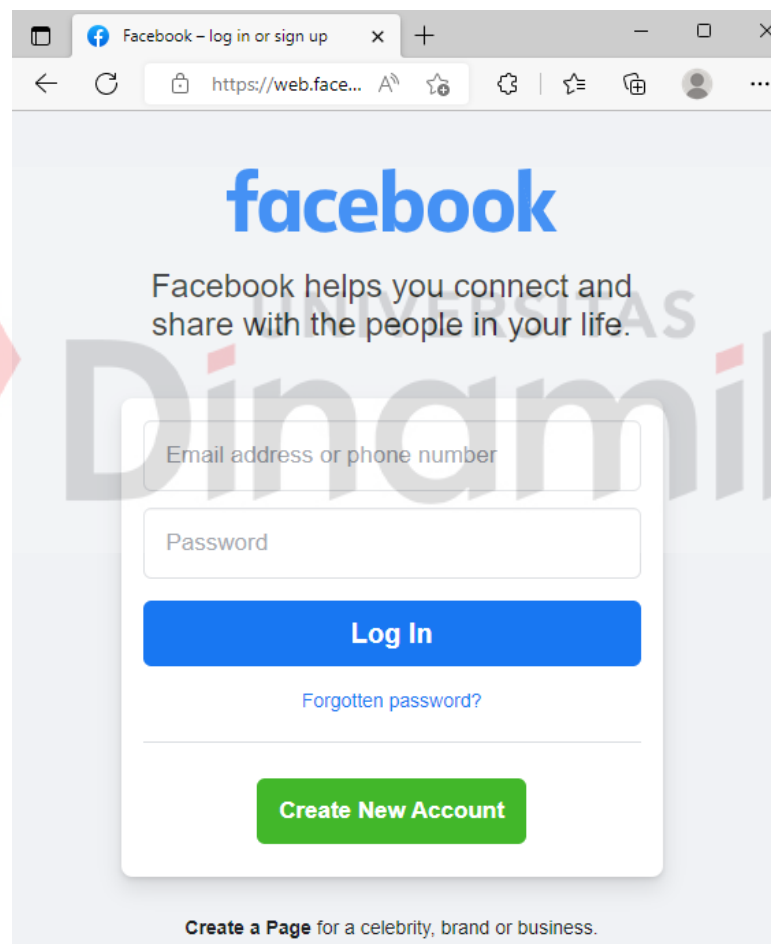 Facebook – log in or sign up
https://web.face...
facebook
Facebook helps you connect and
share with the people in your life.
UNIVERSITAS
Email address or phone number
Password
Log In
Forgotten password?
Create New Account
Create a Page for a celebrity, brand or business.